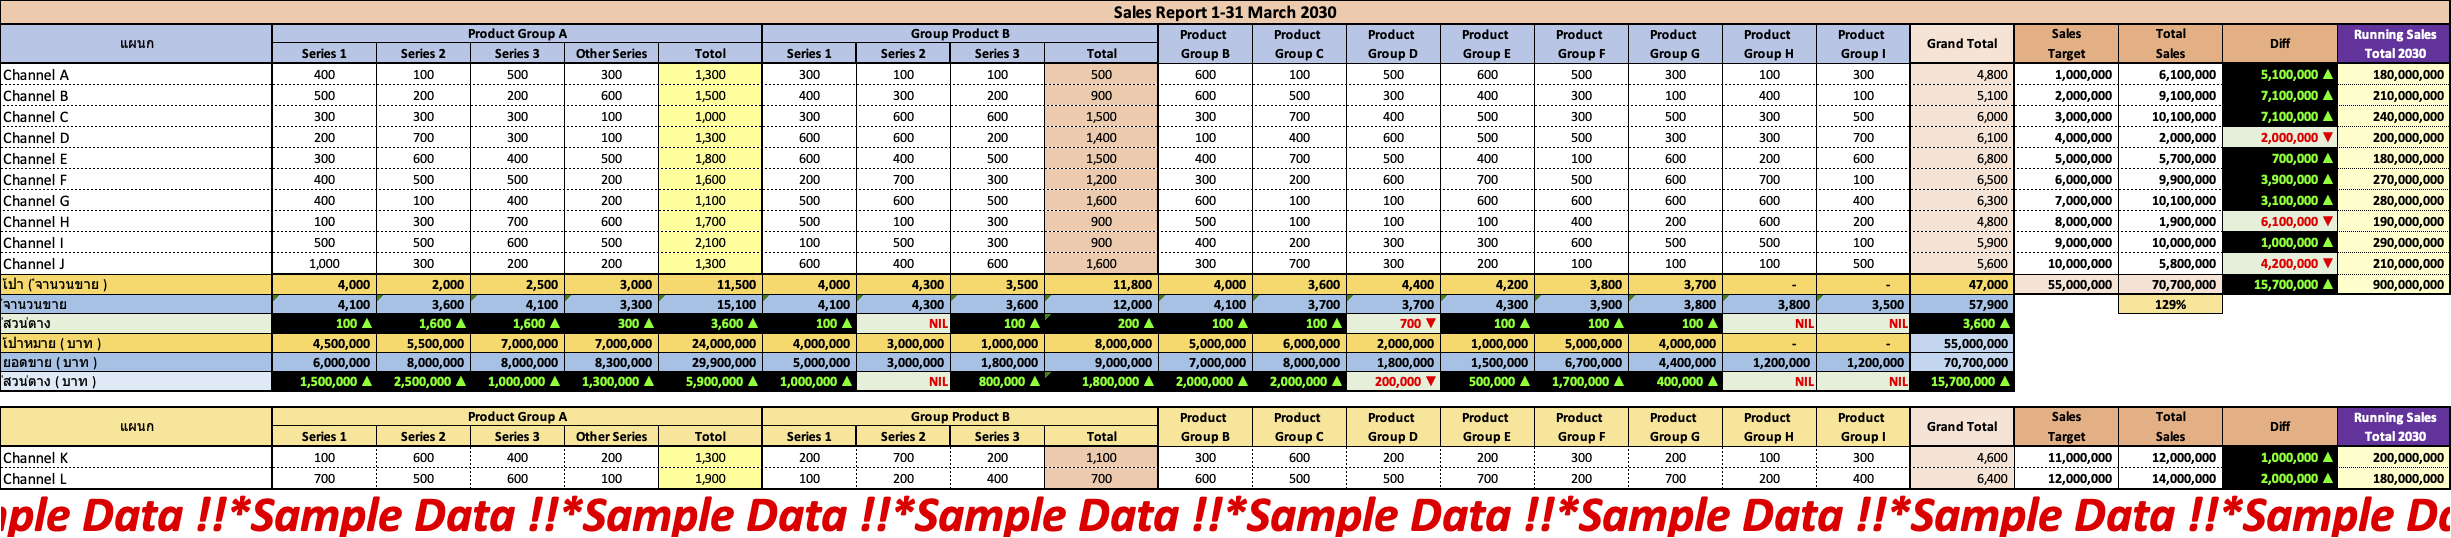 Sales Report 1-31 March 2030
แผนก Product Group A Group Product B Product Group B Product Group C Product Group D Product Group E Product Group F Product Group G Product Group H Product Group I Grand Total Sales Target Total Sales Diff Running Sales Total 2030
Series 1 Series 2 Series 3 Other Series Totol Series 1 Series 2 Series 3 Total
Channel A 400 100 500 300 1,300 300 100 100 500 600 100 500 600 500 300 100 300 4,800 1,000,000 6,100,000 5,100,000 ▲ 180,000,000
Channel B 500 200 200 600 1,500 400 300 200 900 600 500 300 400 300 100 400 100 5,100 2,000,000 9,100,000 7,100,000 ▲ 210,000,000
Channel C 300 300 300 100 1,000 300 600 600 1,500 300 700 400 500 300 500 300 500 6,000 3,000,000 10,100,000 7,100,000 ▲ 240,000,000
Channel D 200 700 300 100 1,300 600 600 200 1,400 100 400 600 500 500 300 300 700 6,100 4,000,000 2,000,000 2,000,000 ▼ 200,000,000
Channel E 300 600 400 500 1,800 600 400 500 1,500 400 700 500 400 100 600 200 600 6,800 5,000,000 5,700,000 700,000 ▲ 180,000,000
Channel F 400 500 500 200 1,600 200 700 300 1,200 300 200 600 700 500 600 700 100 6,500 6,000,000 9,900,000 3,900,000 ▲ 270,000,000
Channel G 400 100 400 200 1,100 500 600 500 1,600 600 300 100 600 700 200 600 500 6,300 7,000,000 10,100,000 3,100,000 ▲ 280,000,000
Channel H 100 300 700 600 1,700 500 100 300 900 500 100 100 100 400 200 600 200 4,800 8,000,000 1,900,000 6,100,000 ▼ 190,000,000
Channel I 500 500 600 500 2,100 100 500 300 900 400 200 300 300 600 500 500 100 5,900 9,000,000 10,000,000 1,000,000 ▲ 290,000,000
Channel J 1,000 300 200 200 1,300 600 400 600 1,600 300 700 300 200 100 100 100 500 5,600 10,000,000 5,800,000 4,200,000 ▼ 210,000,000
เป้า ( จำนวนขาย ) 4,000 2,000 2,500 3,000 11,500 4,000 4,300 3,500 11,800 4,000 3,600 4,400 4,200 3,800 3,700 - - 47,000 55,000,000 70,700,000 15,700,000 ▲ 900,000,000
จำนวนขาย 4,100 3,600 4,100 3,300 15,100 4,100 4,300 3,600 12,000 4,100 3,700 3,700 4,300 3,900 3,800 3,800 3,500 57,900 129%
ส่วนต่าง 100 ▲ 1,600 ▲ 1,600 ▲ 300 ▲ 3,600 ▲ 100 ▲ NIL 100 ▲ 200 ▲ 100 ▲ 100 ▲ 700 ▼ 100 ▲ 100 ▲ 100 ▲ NIL NIL 3,600 ▲
เป้าหมาย ( บาท ) 4,500,000 5,500,000 7,000,000 7,000,000 24,000,000 4,000,000 3,000,000 1,000,000 8,000,000 5,000,000 6,000,000 2,000,000 1,000,000 5,000,000 4,000,000 - - 55,000,000
ยอดขาย ( บาท ) 6,000,000 8,000,000 8,000,000 8,300,000 29,900,000 5,000,000 3,000,000 1,800,000 9,000,000 7,000,000 8,000,000 1,800,000 1,500,000 6,700,000 4,400,000 1,200,000 1,200,000 70,700,000
ส่วนต่าง ( บาท ) 1,500,000 ▲ 2,500,000 ▲ 1,000,000 ▲ 1,300,000 ▲ 5,900,000 ▲ 1,000,000 ▲ NIL 800,000 ▲ 1,800,000 ▲ 2,000,000 ▲ 2,000,000 ▲ 200,000 ▼ 500,000 ▲ 1,700,000 ▲ 400,000 ▲ NIL NIL 15,700,000 ▲
แผนก Product Group A Group Product B Product Group B Product Group C Product Group D Product Group E Product Group F Product Group G Product Group H Product Group I Grand Total Sales Target Total Sales Diff Running Sales Total 2030
Series 1 Series 2 Series 3 Other Series Totol Series 1 Series 2 Series 3 Total
Channel K 100 600 400 200 1,300 200 700 200 1,100 300 600 200 200 300 200 100 300 4,600 11,000,000 12,000,000 1,000,000 ▲ 200,000,000
Channel L 700 500 600 100 1,900 100 200 400 700 600 500 500 700 200 600 200 400 6,400 12,000,000 14,000,000 2,000,000 ▲ 180,000,000
ple Data !!*Sample Data !!*Sample Data !!*Sample Data !!*Sample Data !!*Sample Data !!*Sample Data !!*Sample Da